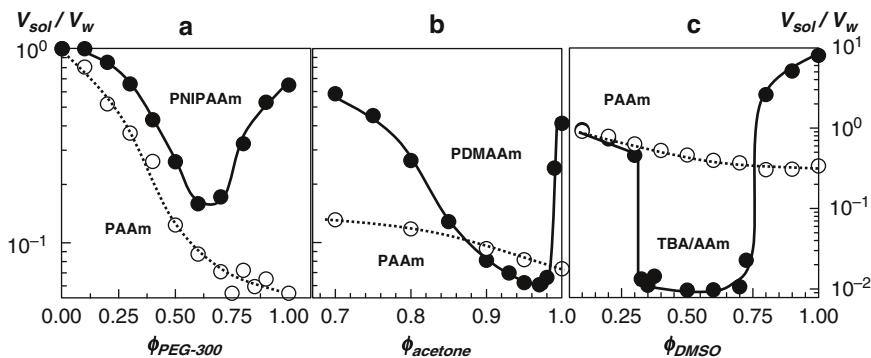 V_sol / V_w a b c V_sol / V_w
10^0 10^1
PNIPAAm PAAm
PDMAAm 10^0
10^-1
PAAm PAAm TBA/AAm
10^-1
10^-2
0.00 0.25 0.50 0.75 1.00 0.7 0.8 0.9 1.0 0.25 0.50 0.75 1.00
ϕ_PEG-300 ϕ_acetone ϕ_DMSO